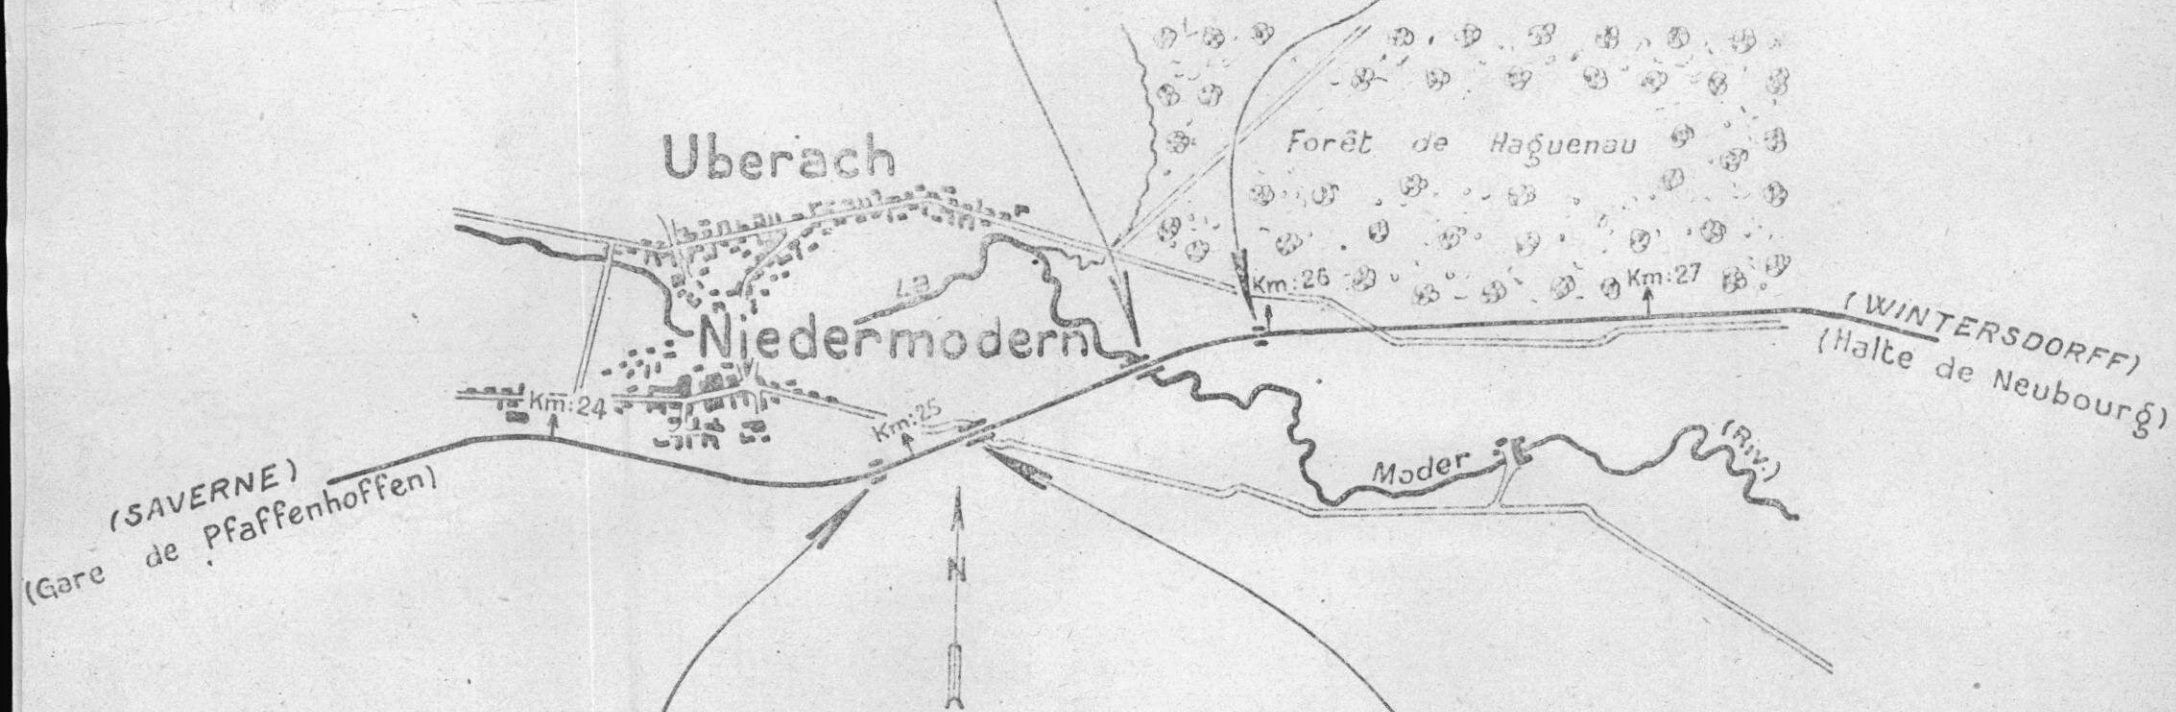 Uberach
Forêt de Haguenau
La
Km:26
Km:27
Niedermodern
(WINTERSDORFF)
(Halte de Neubourg)
Km:24
Km:25
(Riv.)
Moder
(SAVERNE)
(Gare de Pfaffenhoffen)
N